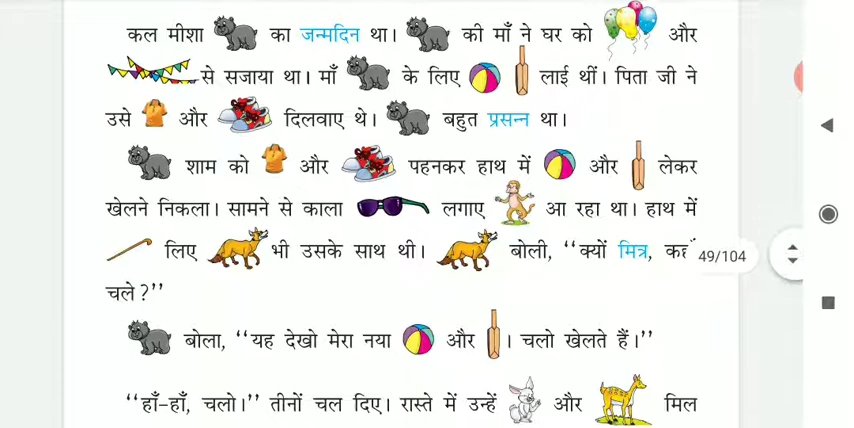 कल मीशा का जन्मदिन था। की माँ ने घर को और
से सजाया था। माँ के लिए लाई थीं। पिता जी ने
उसे और दिलवाए थे। बहुत प्रसन्न था।
शाम को और पहनकर हाथ में और लेकर
खेलने निकला। सामने से काला लगाए आ रहा था। हाथ में
लिए भी उसके साथ थी। बोली, ‘‘क्यों मित्र,
49/104
चले?’’
बोला, ‘‘यह देखो मेरा नया और । चलो खेलते हैं।’’
‘‘हाँ-हाँ, चलो।’’ तीनों चल दिए। रास्ते में उन्हें और मिल